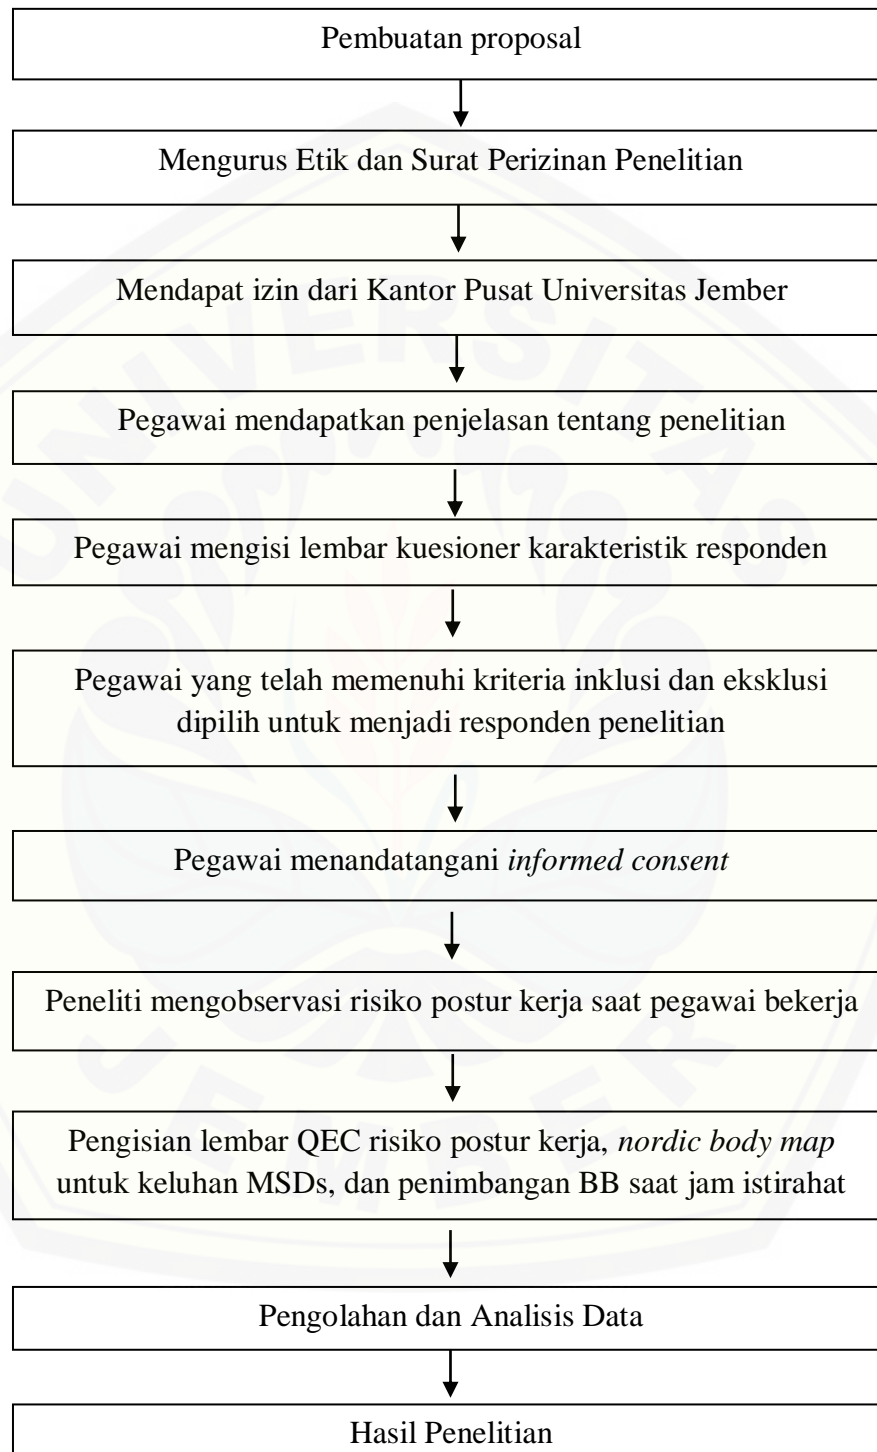 Pembuatan proposal
Mengurus Etik dan Surat Perizinan Penelitian
Mendapat izin dari Kantor Pusat Universitas Jember
Pegawai mendapatkan penjelasan tentang penelitian
Pegawai mengisi lembar kuesioner karakteristik responden
Pegawai yang telah memenuhi kriteria inklusi dan eksklusi
dipilih untuk menjadi responden penelitian
Pegawai menandatangani informed consent
Peneliti mengobservasi risiko postur kerja saat pegawai bekerja
Pengisian lembar QEC risiko postur kerja, nordic body map
untuk keluhan MSDs, dan penimbangan BB saat jam istirahat
Pengolahan dan Analisis Data
Hasil Penelitian
UNIVERSITAS
JEMBER